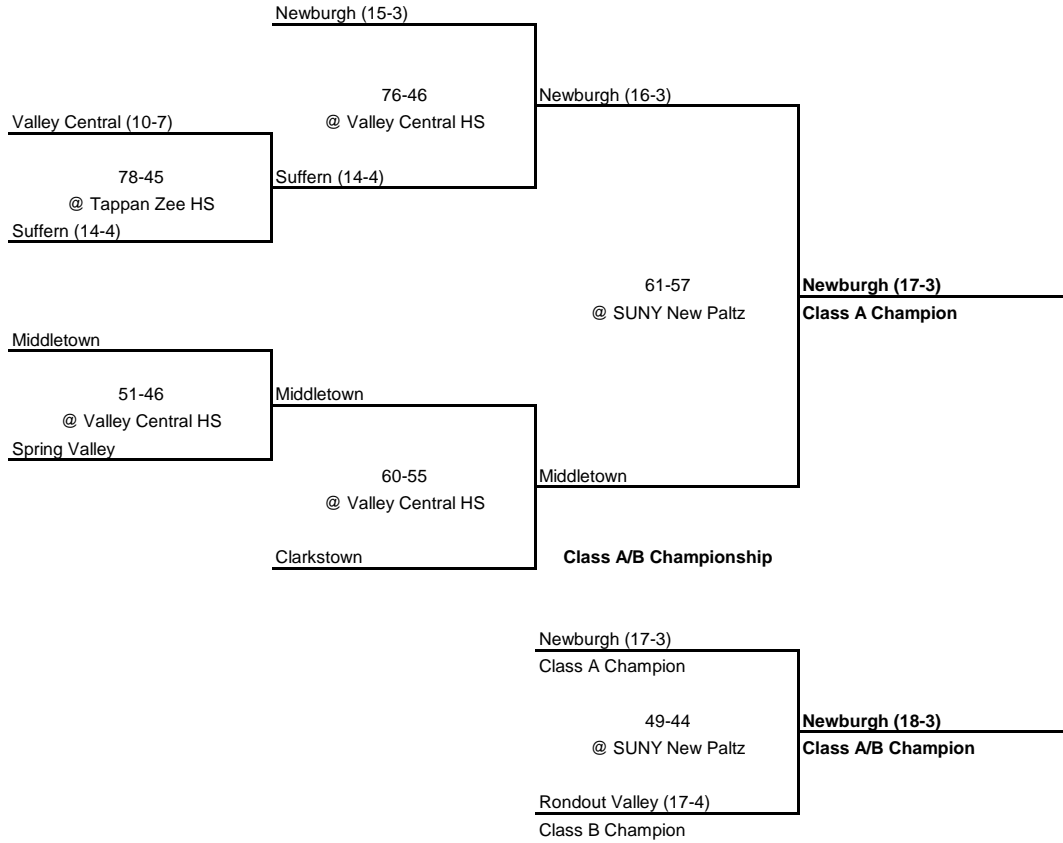 Newburgh (15-3)
76-46
@ Valley Central HS
Newburgh (16-3)
Valley Central (10-7)
78-45
@ Tappan Zee HS
Suffern (14-4)
Suffern (14-4)
61-57
@ SUNY New Paltz
Newburgh (17-3)
Class A Champion
Middletown
51-46
@ Valley Central HS
Middletown
Spring Valley
60-55
@ Valley Central HS
Middletown
Clarkstown
Class A/B Championship
Newburgh (17-3)
Class A Champion
49-44
@ SUNY New Paltz
Newburgh (18-3)
Class A/B Champion
Rondout Valley (17-4)
Class B Champion